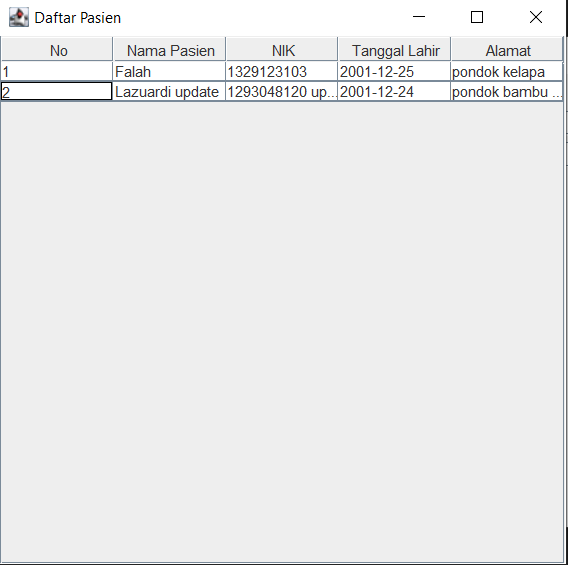 Daftar Pasien
No Nama Pasien NIK Tanggal Lahir Alamat
1 Falah 1329123103 2001-12-25 pondok kelapa
2 Lazuardi update 1293048120 up... 2001-12-24 pondok bambu ...